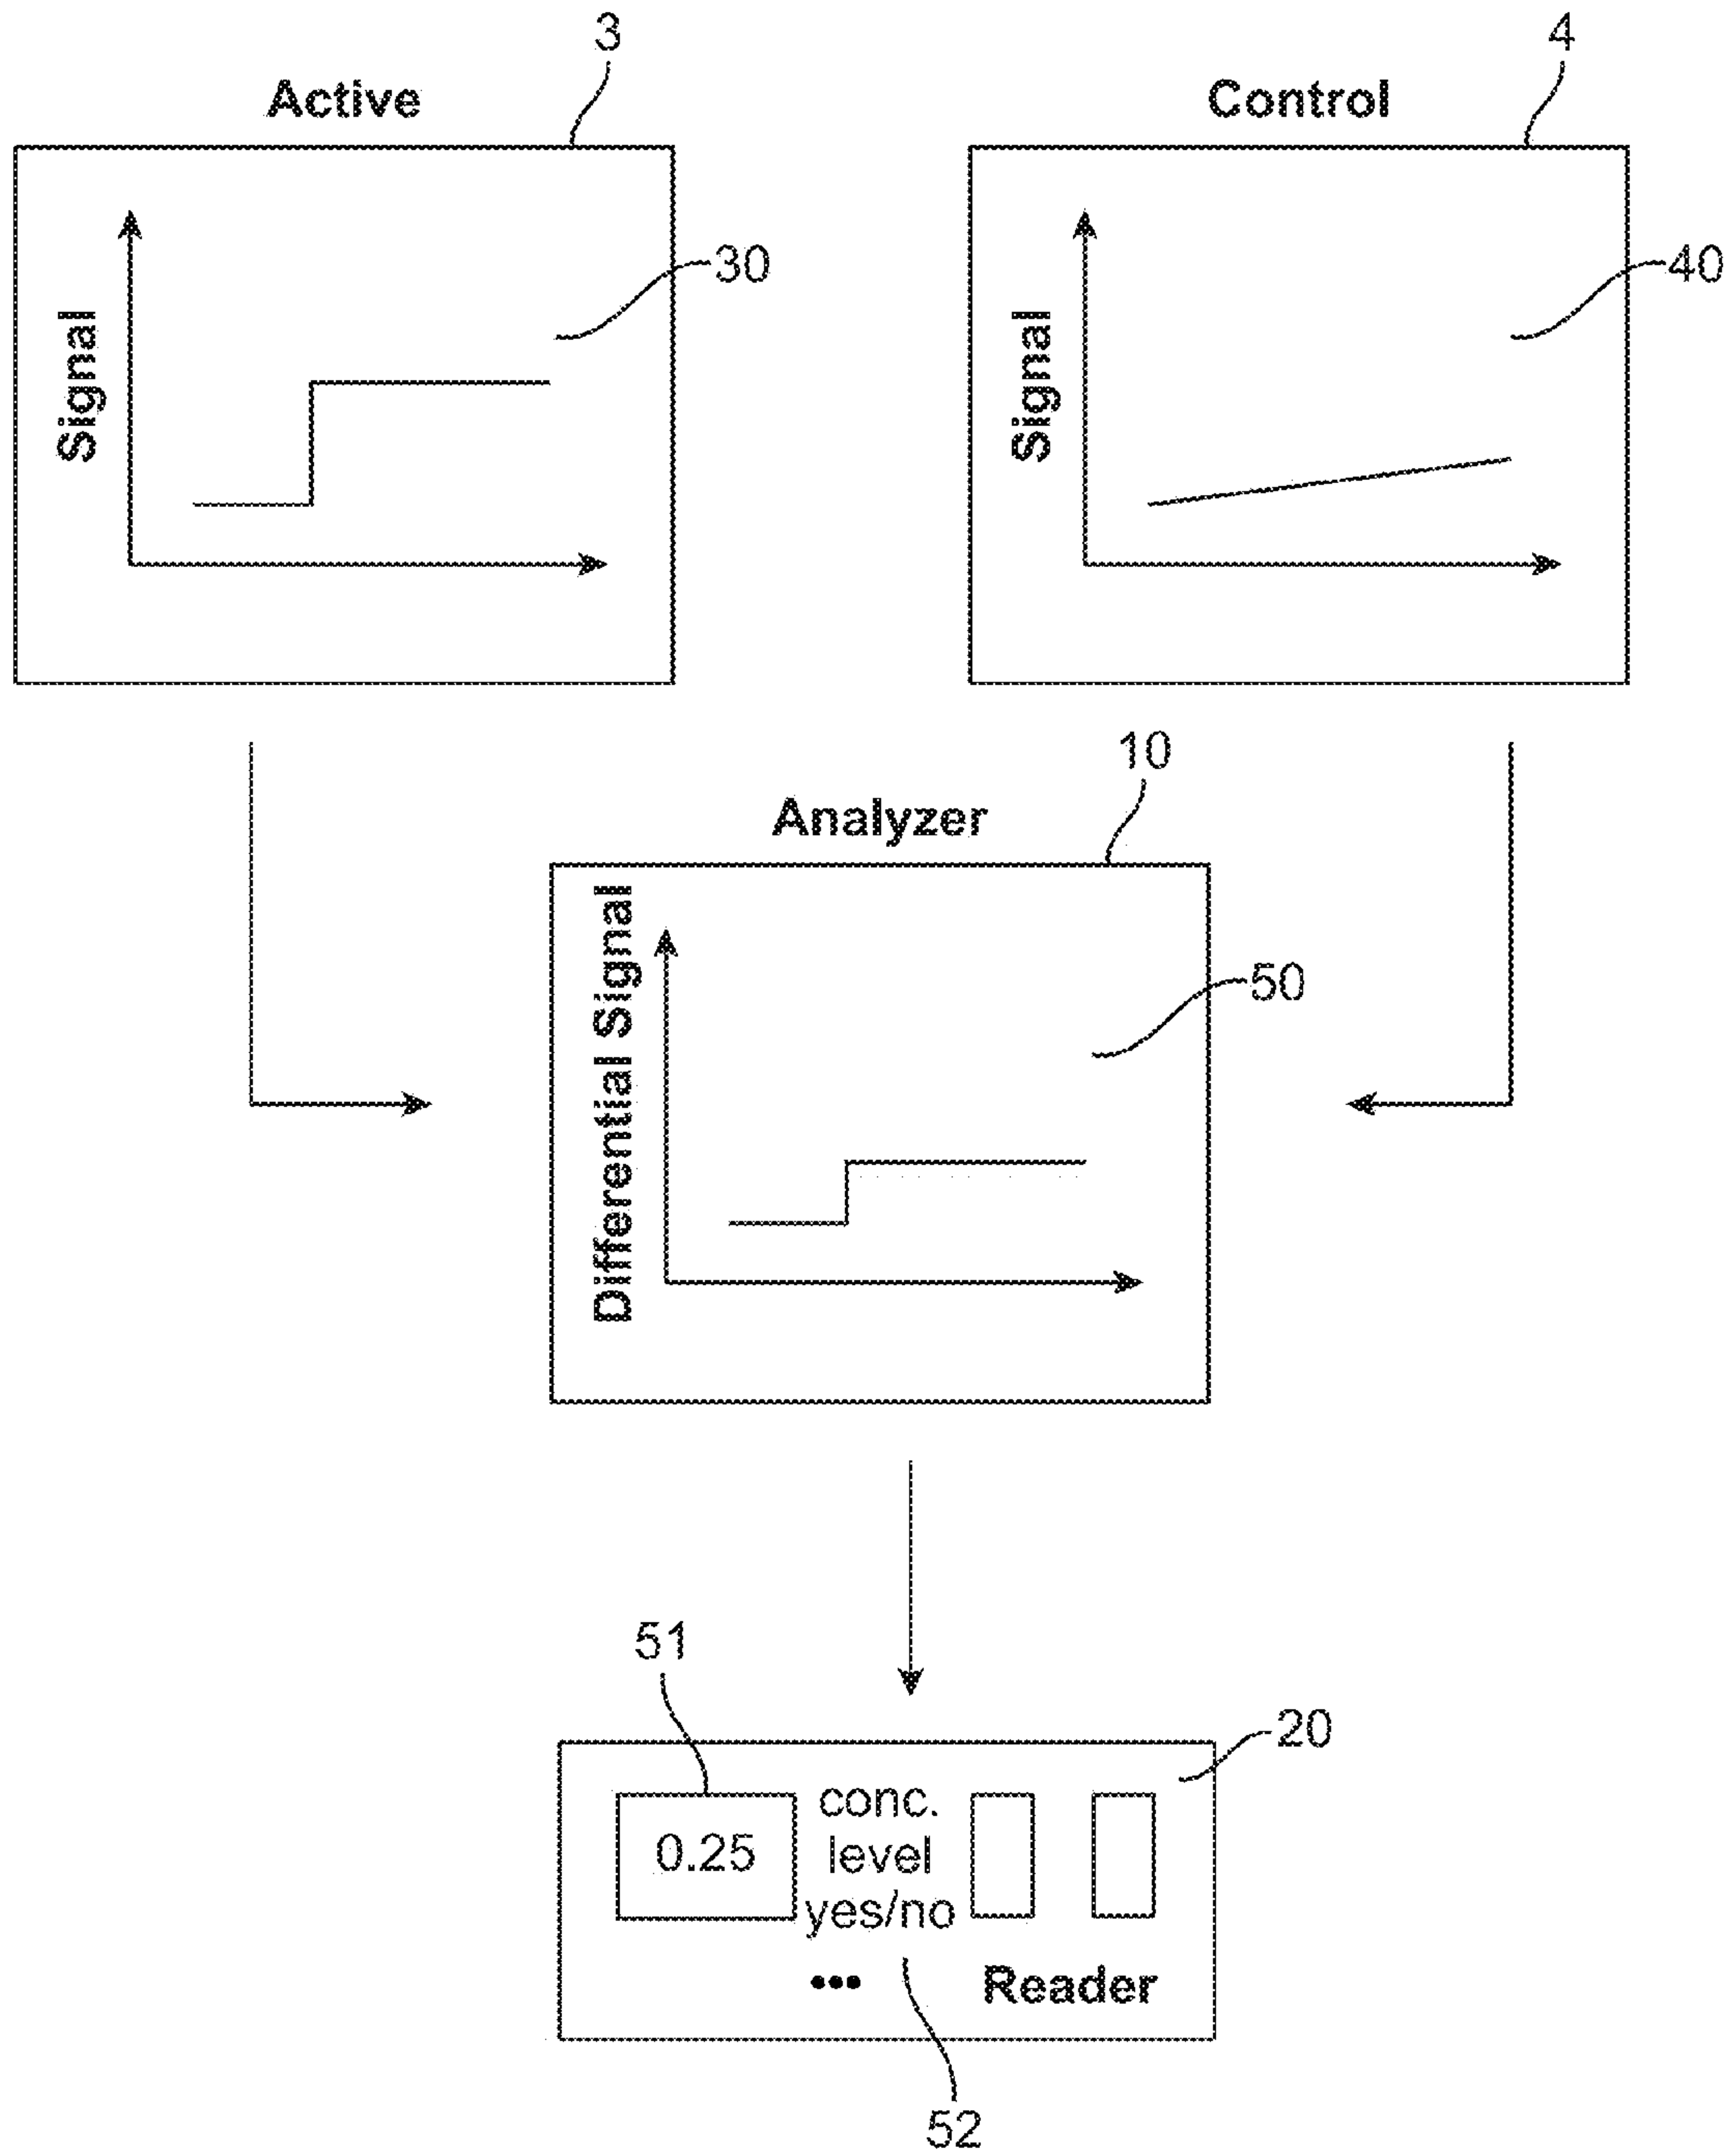 3
4
Active
Control
Signal
30
Signal
40
10
Analyzer
Differential Signal
50
51
20
0.25
conc.
level
yes/no
•••
Reader
52